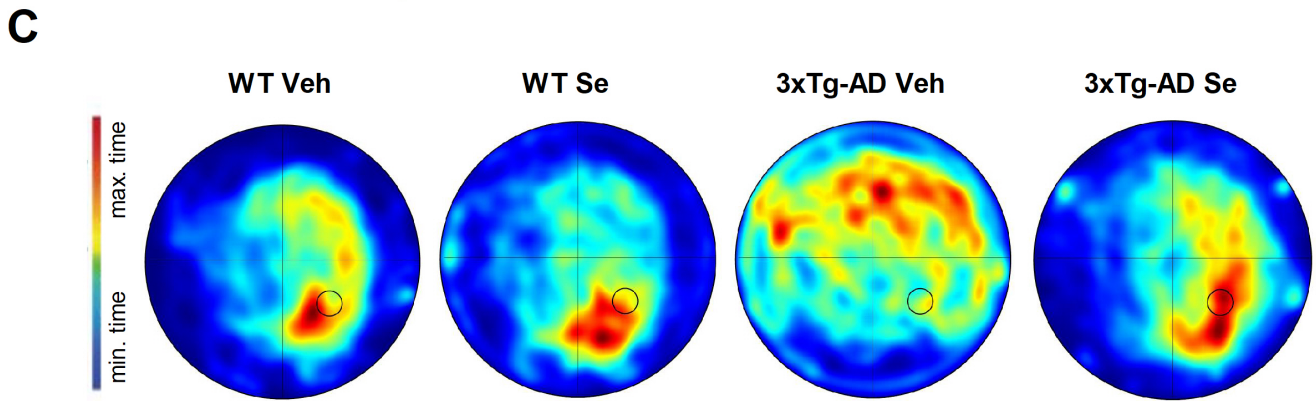 C
WT Veh
WT Se
3xTg-AD Veh
3xTg-AD Se
max. time
min. time